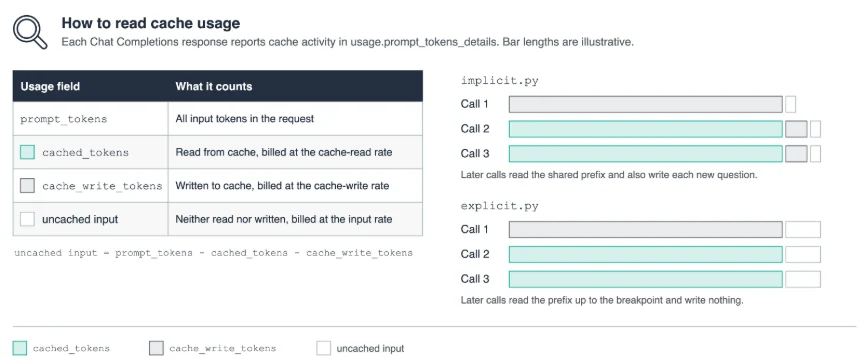 How to read cache usage
Each Chat Completions response reports cache activity in usage.prompt_tokens_details. Bar lengths are illustrative.
Usage field What it counts
prompt_tokens All input tokens in the request
cached_tokens Read from cache, billed at the cache-read rate
cache_write_tokens Written to cache, billed at the cache-write rate
uncached input Neither read nor written, billed at the input rate
uncached input = prompt_tokens - cached_tokens - cache_write_tokens
implicit.py
Call 1
Call 2
Call 3
Later calls read the shared prefix and also write each new question.
explicit.py
Call 1
Call 2
Call 3
Later calls read the prefix up to the breakpoint and write nothing.
cached_tokens cache_write_tokens uncached input